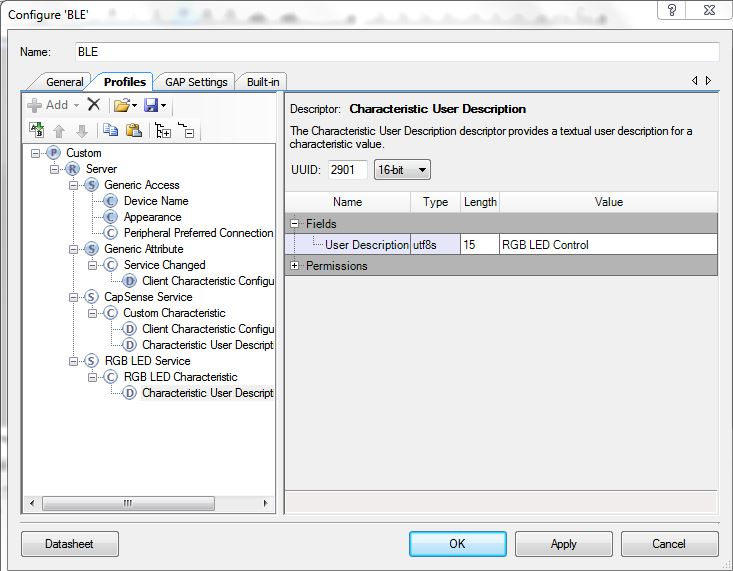 Configure 'BLE'
Name: BLE
General Profiles GAP Settings Built-in
Add
Descriptor: Characteristic User Description
The Characteristic User Description descriptor provides a textual user description for a
characteristic value.
UUID: 2901 16-bit
Name Type Length Value
Fields
User Description utf8s 15 RGB LED Control
Permissions
P Custom
R Server
S Generic Access
C Device Name
C Appearance
C Peripheral Preferred Connection
S Generic Attribute
C Service Changed
D Client Characteristic Configu
S CapSense Service
C Custom Characteristic
D Client Characteristic Configu
D Characteristic User Descripti
S RGB LED Service
C RGB LED Characteristic
D Characteristic User Descripti
Datasheet OK Apply Cancel